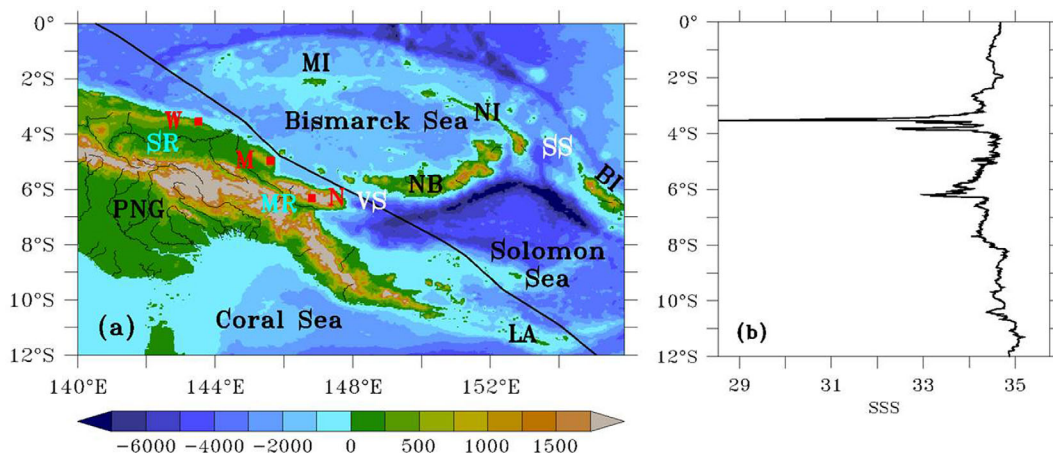 0°
2°S
4°S
6°S
8°S
10°S
12°S
140°E
144°E
148°E
152°E
MI
NI
Bismarck Sea
W
SR
SS
M
BI
NB
N
MR
VS
PNG
Solomon
Sea
(a)
Coral Sea
LA
-6000 -4000 -2000 0 500 1000 1500
0°
2°S
4°S
6°S
8°S
10°S
12°S
(b)
29 31 33 35
SSS